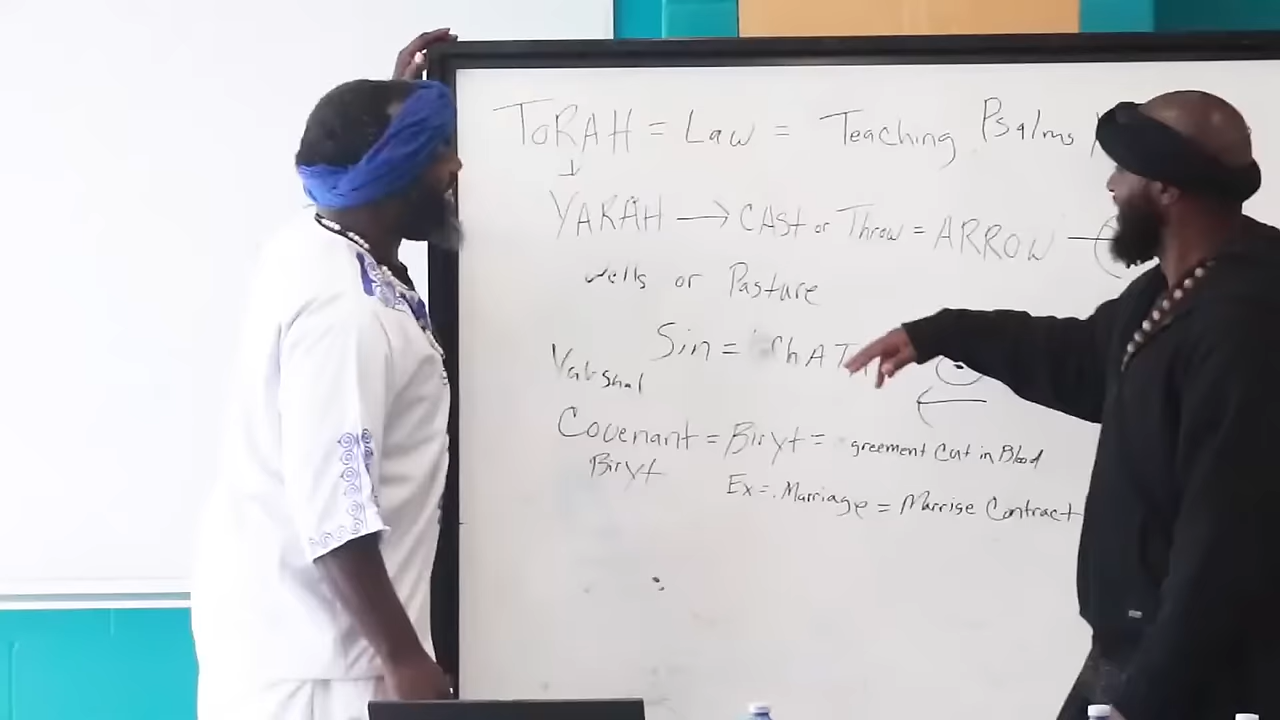 ToRAH = Law = Teaching Psalms
YARAH → CAst or Throw = ARROW
wells or Pasture
Sin = ChAT
Covenant = Biryt = greement Cut in Blood
Biryt
Ex = Marriage = Marrise Contract